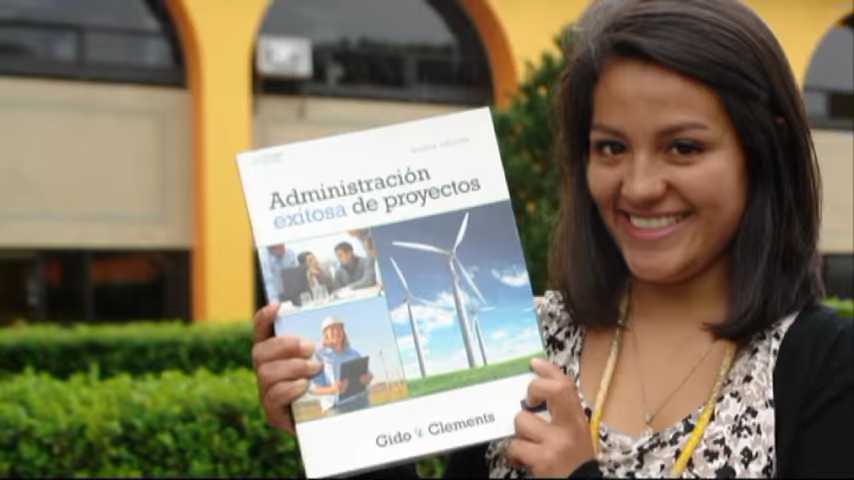 Administración
exitosa de proyectos
Gido y Clements